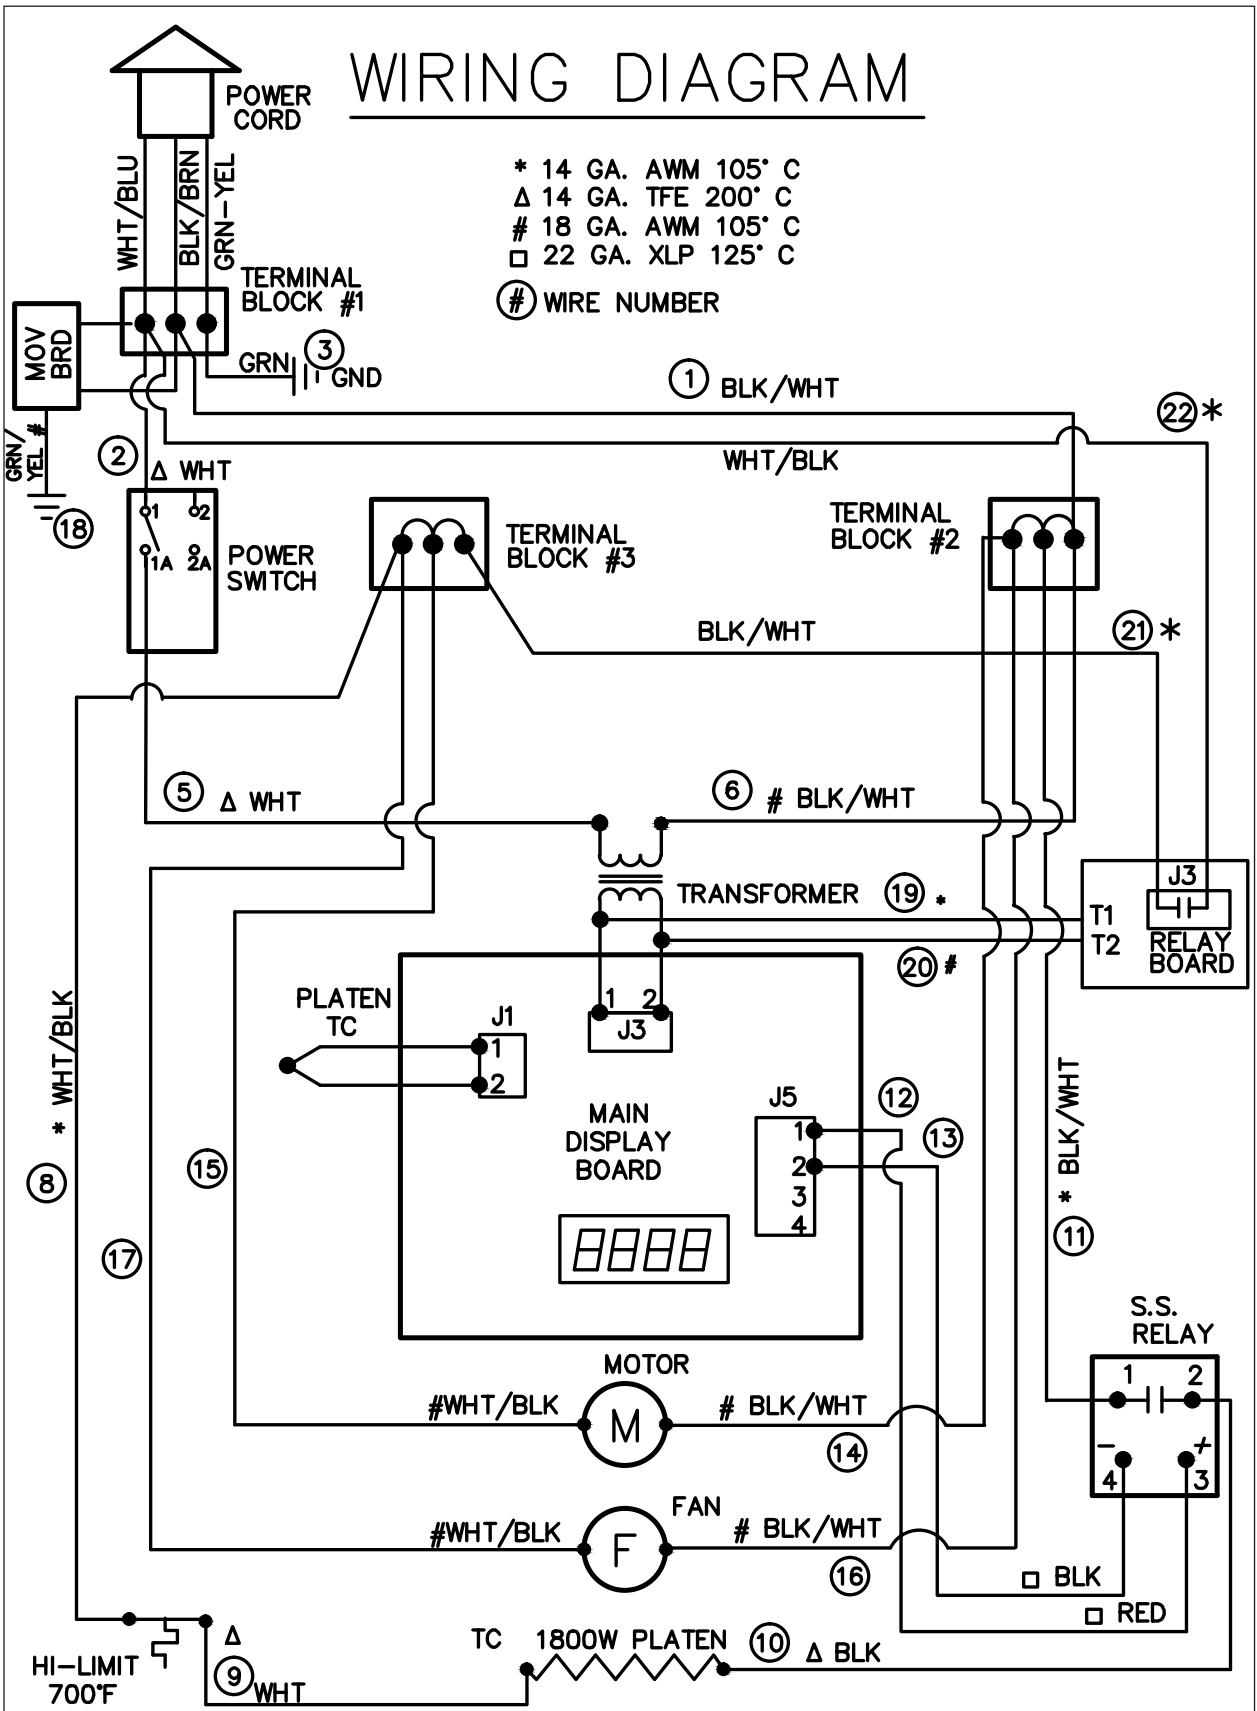 WIRING DIAGRAM
POWER
CORD
WHT/BLU
BLK/BRN
GRN-YEL
* 14 GA. AWM 105° C
Δ 14 GA. TFE 200° C
# 18 GA. AWM 105° C
□ 22 GA. XLP 125° C
# WIRE NUMBER
TERMINAL
BLOCK #1
MOV
BRD
GRN
3
GND
1
BLK/WHT
22 *
GRN/
YEL #
2
Δ WHT
WHT/BLK
18
1 2
1A 2A
POWER
SWITCH
TERMINAL
BLOCK #3
TERMINAL
BLOCK #2
BLK/WHT
21 *
5
Δ WHT
6
# BLK/WHT
TRANSFORMER
19 *
20 #
T1
T2
J3
RELAY
BOARD
PLATEN
TC
J1
1
2
1 2
J3
MAIN
DISPLAY
BOARD
J5
1
2
3
4
12
13
8888
* WHT/BLK
8
15
17
* BLK/WHT
11
S.S.
RELAY
1 2
- +
4 3
MOTOR
#WHT/BLK
M
# BLK/WHT
14
FAN
#WHT/BLK
F
# BLK/WHT
16
□ BLK
□ RED
HI-LIMIT
700°F
Δ
9
WHT
TC
1800W PLATEN
10
Δ BLK